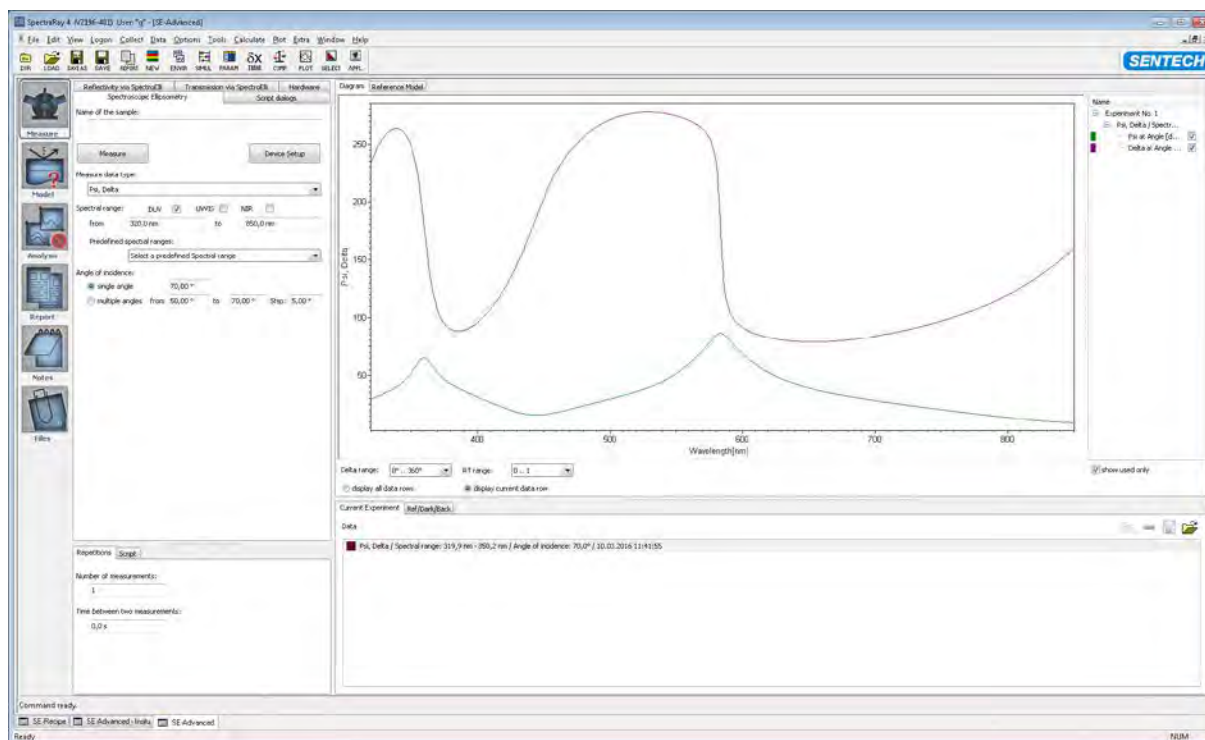 SpectraRay 4 (V2196-401) User: "q" - [SE-Advanced]
File Edit View Logon Collect Data Options Tools Calculate Plot Extra Window Help
DIR LOAD SAVEAS SAVE REPORT NEW ENVIR SIMUL PARAM COMP PLOT SELECT APPL
SENTECH
Measure
Model
Analysis
Report
Notes
Files
Reflectivity via SpectroElli Transmission via SpectroElli Hardware
Spectroscopic Ellipsometry Script dialogs
Name of the sample:
Measure Device Setup
Measure data type:
Psi, Delta
Spectral range: DUV UVVIS NIR
from 320,0 nm to 850,0 nm
Predefined spectral ranges:
Select a predefined Spectral range
Angle of incidence:
single angle 70,00 °
multiple angles from 50,00 ° to 70,00 ° Step: 5,00 °
Repetitions Script
Number of measurements:
1
Time between two measurements:
0,0 s
Diagram Reference Model
Psi, Delta
250
200
150
100
50
400 500 600 700 800
Wavelength[nm]
Name
Experiment No. 1
Psi, Delta / Spectr...
Psi at Angle [d...
Delta at Angle ...
show used only
Delta range: 0° .. 360° RT range: 0 .. 1
display all data rows display current data row
Current Experiment Ref/Dark/Back
Data
Psi, Delta / Spectral range: 319,9 nm - 850,2 nm / Angle of incidence: 70,0° / 10.03.2016 11:41:55
Command ready.
SE-Recipe SE-Advanced SE-Advanced
Ready NUM